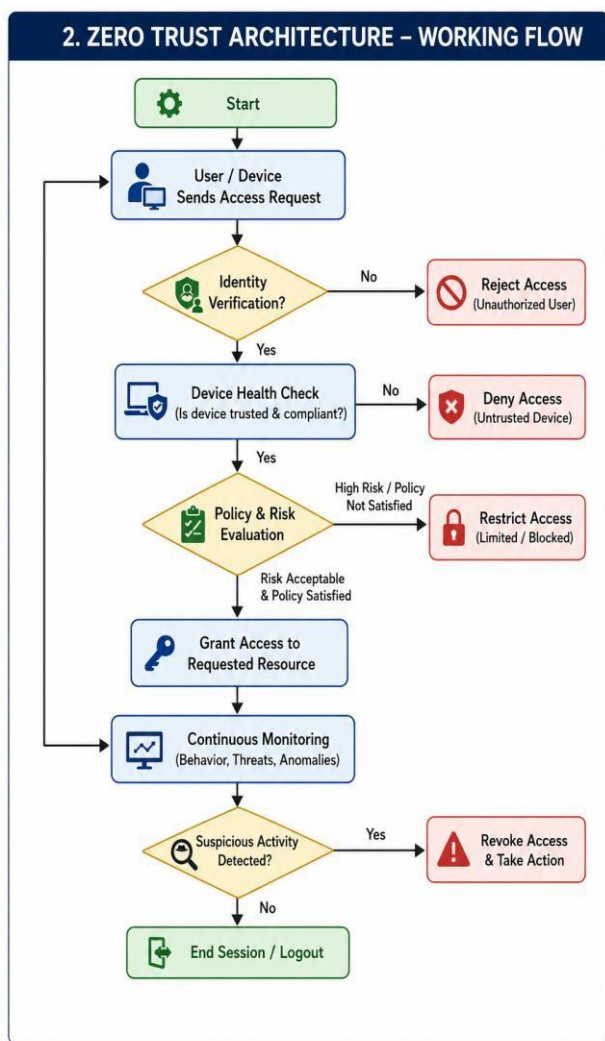 2. ZERO TRUST ARCHITECTURE – WORKING FLOW
Start
User / Device
Sends Access Request
Identity
Verification?
No
Reject Access
(Unauthorized User)
Yes
Device Health Check
(Is device trusted & compliant?)
No
Deny Access
(Untrusted Device)
Yes
Policy & Risk
Evaluation
High Risk / Policy
Not Satisfied
Restrict Access
(Limited / Blocked)
Risk Acceptable
& Policy Satisfied
Grant Access to
Requested Resource
Continuous Monitoring
(Behavior, Threats, Anomalies)
Suspicious Activity
Detected?
Yes
Revoke Access
& Take Action
No
End Session / Logout